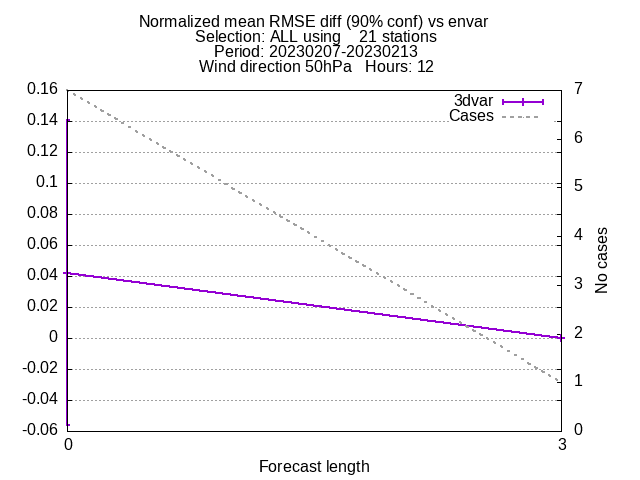 Normalized mean RMSE diff (90% conf) vs envar
Selection: ALL using    21 stations
Period: 20230207-20230213
Wind direction 50hPa   Hours: 12
3dvar
Cases
0.16
0.14
0.12
0.1
0.08
0.06
0.04
0.02
0
-0.02
-0.04
-0.06
7
6
5
4
3
2
1
0
No cases
0
3
Forecast length